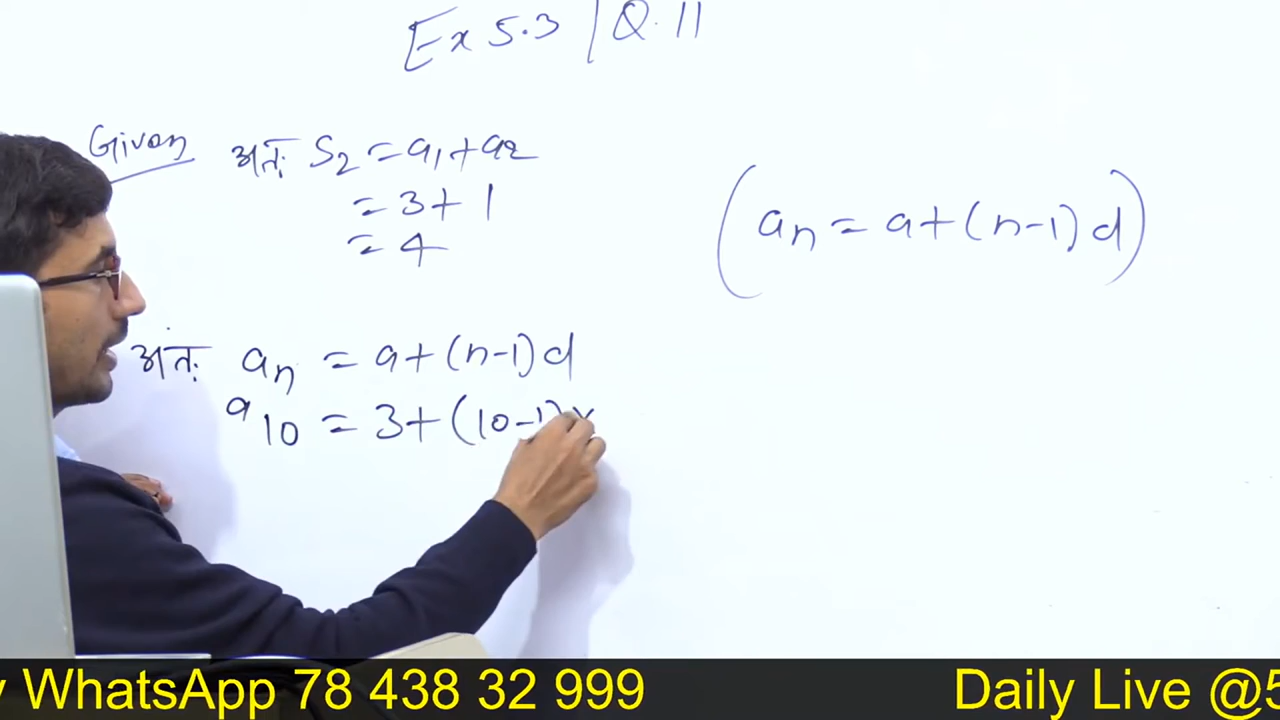 Ex 5.3 / Q.11
Given
अतः S2 = a1 + a2
= 3 + 1
= 4
(an = a + (n-1) d)
अतः an = a + (n-1) d
a10 = 3 + (10-1) ×
WhatsApp 78 438 32 999
Daily Live @5